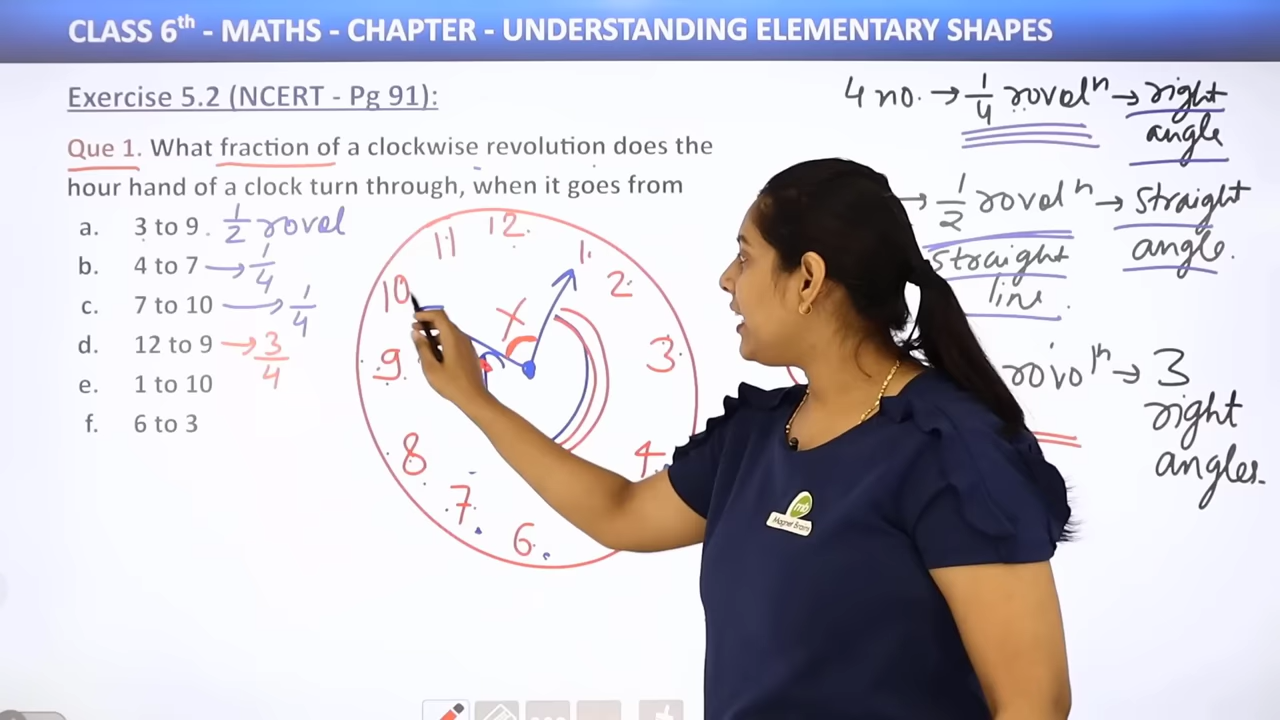 CLASS 6th - MATHS - CHAPTER - UNDERSTANDING ELEMENTARY SHAPES
Exercise 5.2 (NCERT - Pg 91):
Que 1. What fraction of a clockwise revolution does the
hour hand of a clock turn through, when it goes from
a. 3 to 9. 1/2 rovel
b. 4 to 7 → 1/4
c. 7 to 10 → 1/4
d. 12 to 9 → 3/4
e. 1 to 10
f. 6 to 3
12
11
1
10
2
X
9
3
8
4
7
6
4 no. → 1/4 rovelⁿ → right
angle
→ 1/2 rovelⁿ → straight
angle.
straight
line
rovoⁿ → 3
right
angles.
Magnet Brains